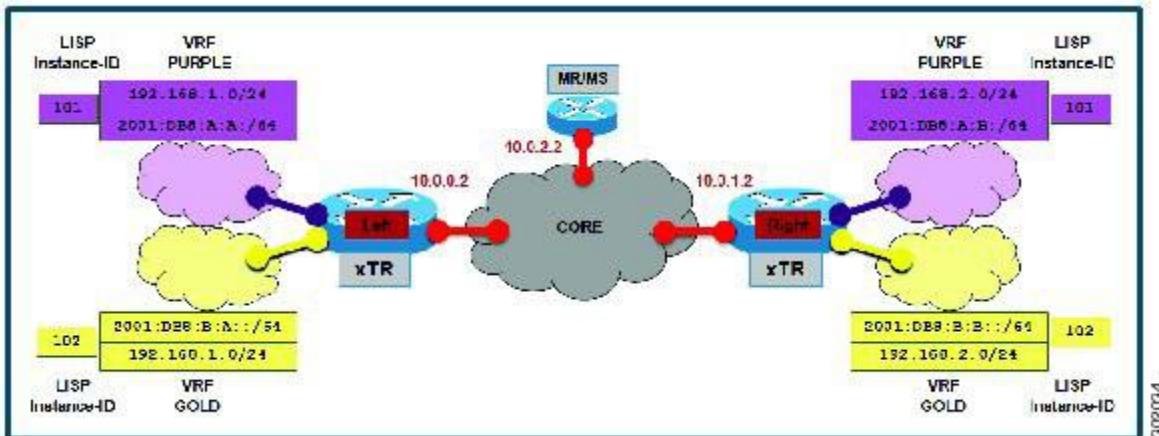 LISP
Instance-ID
VRF
PURPLE
101
192.168.1.0/24
2001:DB8:A:A:/64
MR/MS
10.0.2.2
VRF
PURPLE
LISP
Instance-ID
192.168.2.0/24
2001:DB8:A:B:/64
101
10.0.0.2
Left
xTR
CORE
10.0.1.2
Right
xTR
102
2001:DB8:B:A::/64
192.168.1.0/24
LISP
Instance-ID
VRF
GOLD
2001:DB8:B:B::/64
192.168.2.0/24
102
VRF
GOLD
LISP
Instance-ID